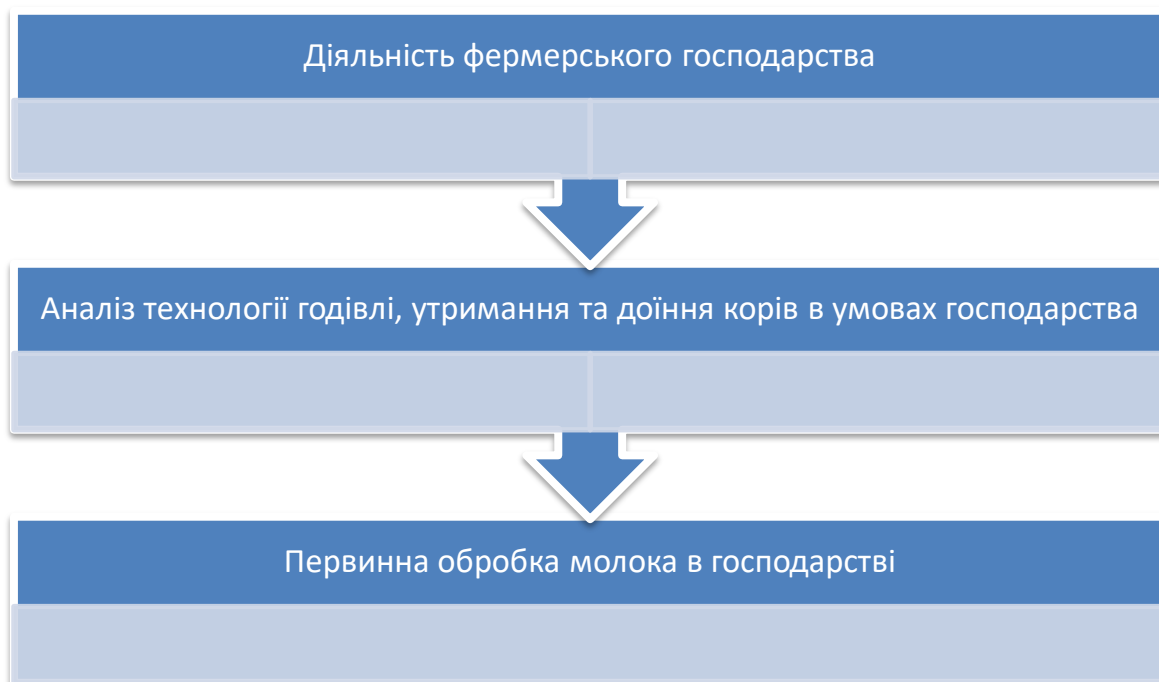 Діяльність фермерського господарства
Аналіз технології годівлі, утримання та доїння корів в умовах господарства
Первинна обробка молока в господарстві